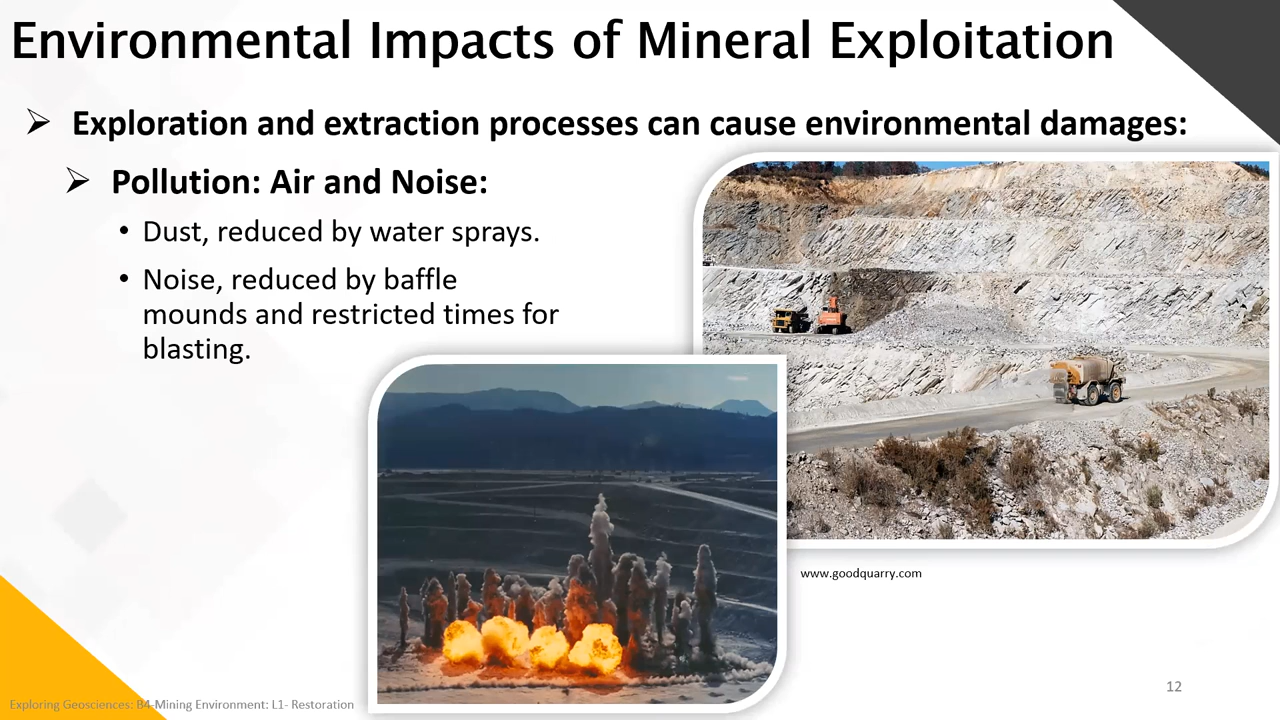 Environmental Impacts of Mineral Exploitation
➢ Exploration and extraction processes can cause environmental damages:
➢ Pollution: Air and Noise:
• Dust, reduced by water sprays.
• Noise, reduced by baffle
mounds and restricted times for
blasting.
www.goodquarry.com
12
Exploring Geosciences: B4-Mining Environment: L1- Restoration